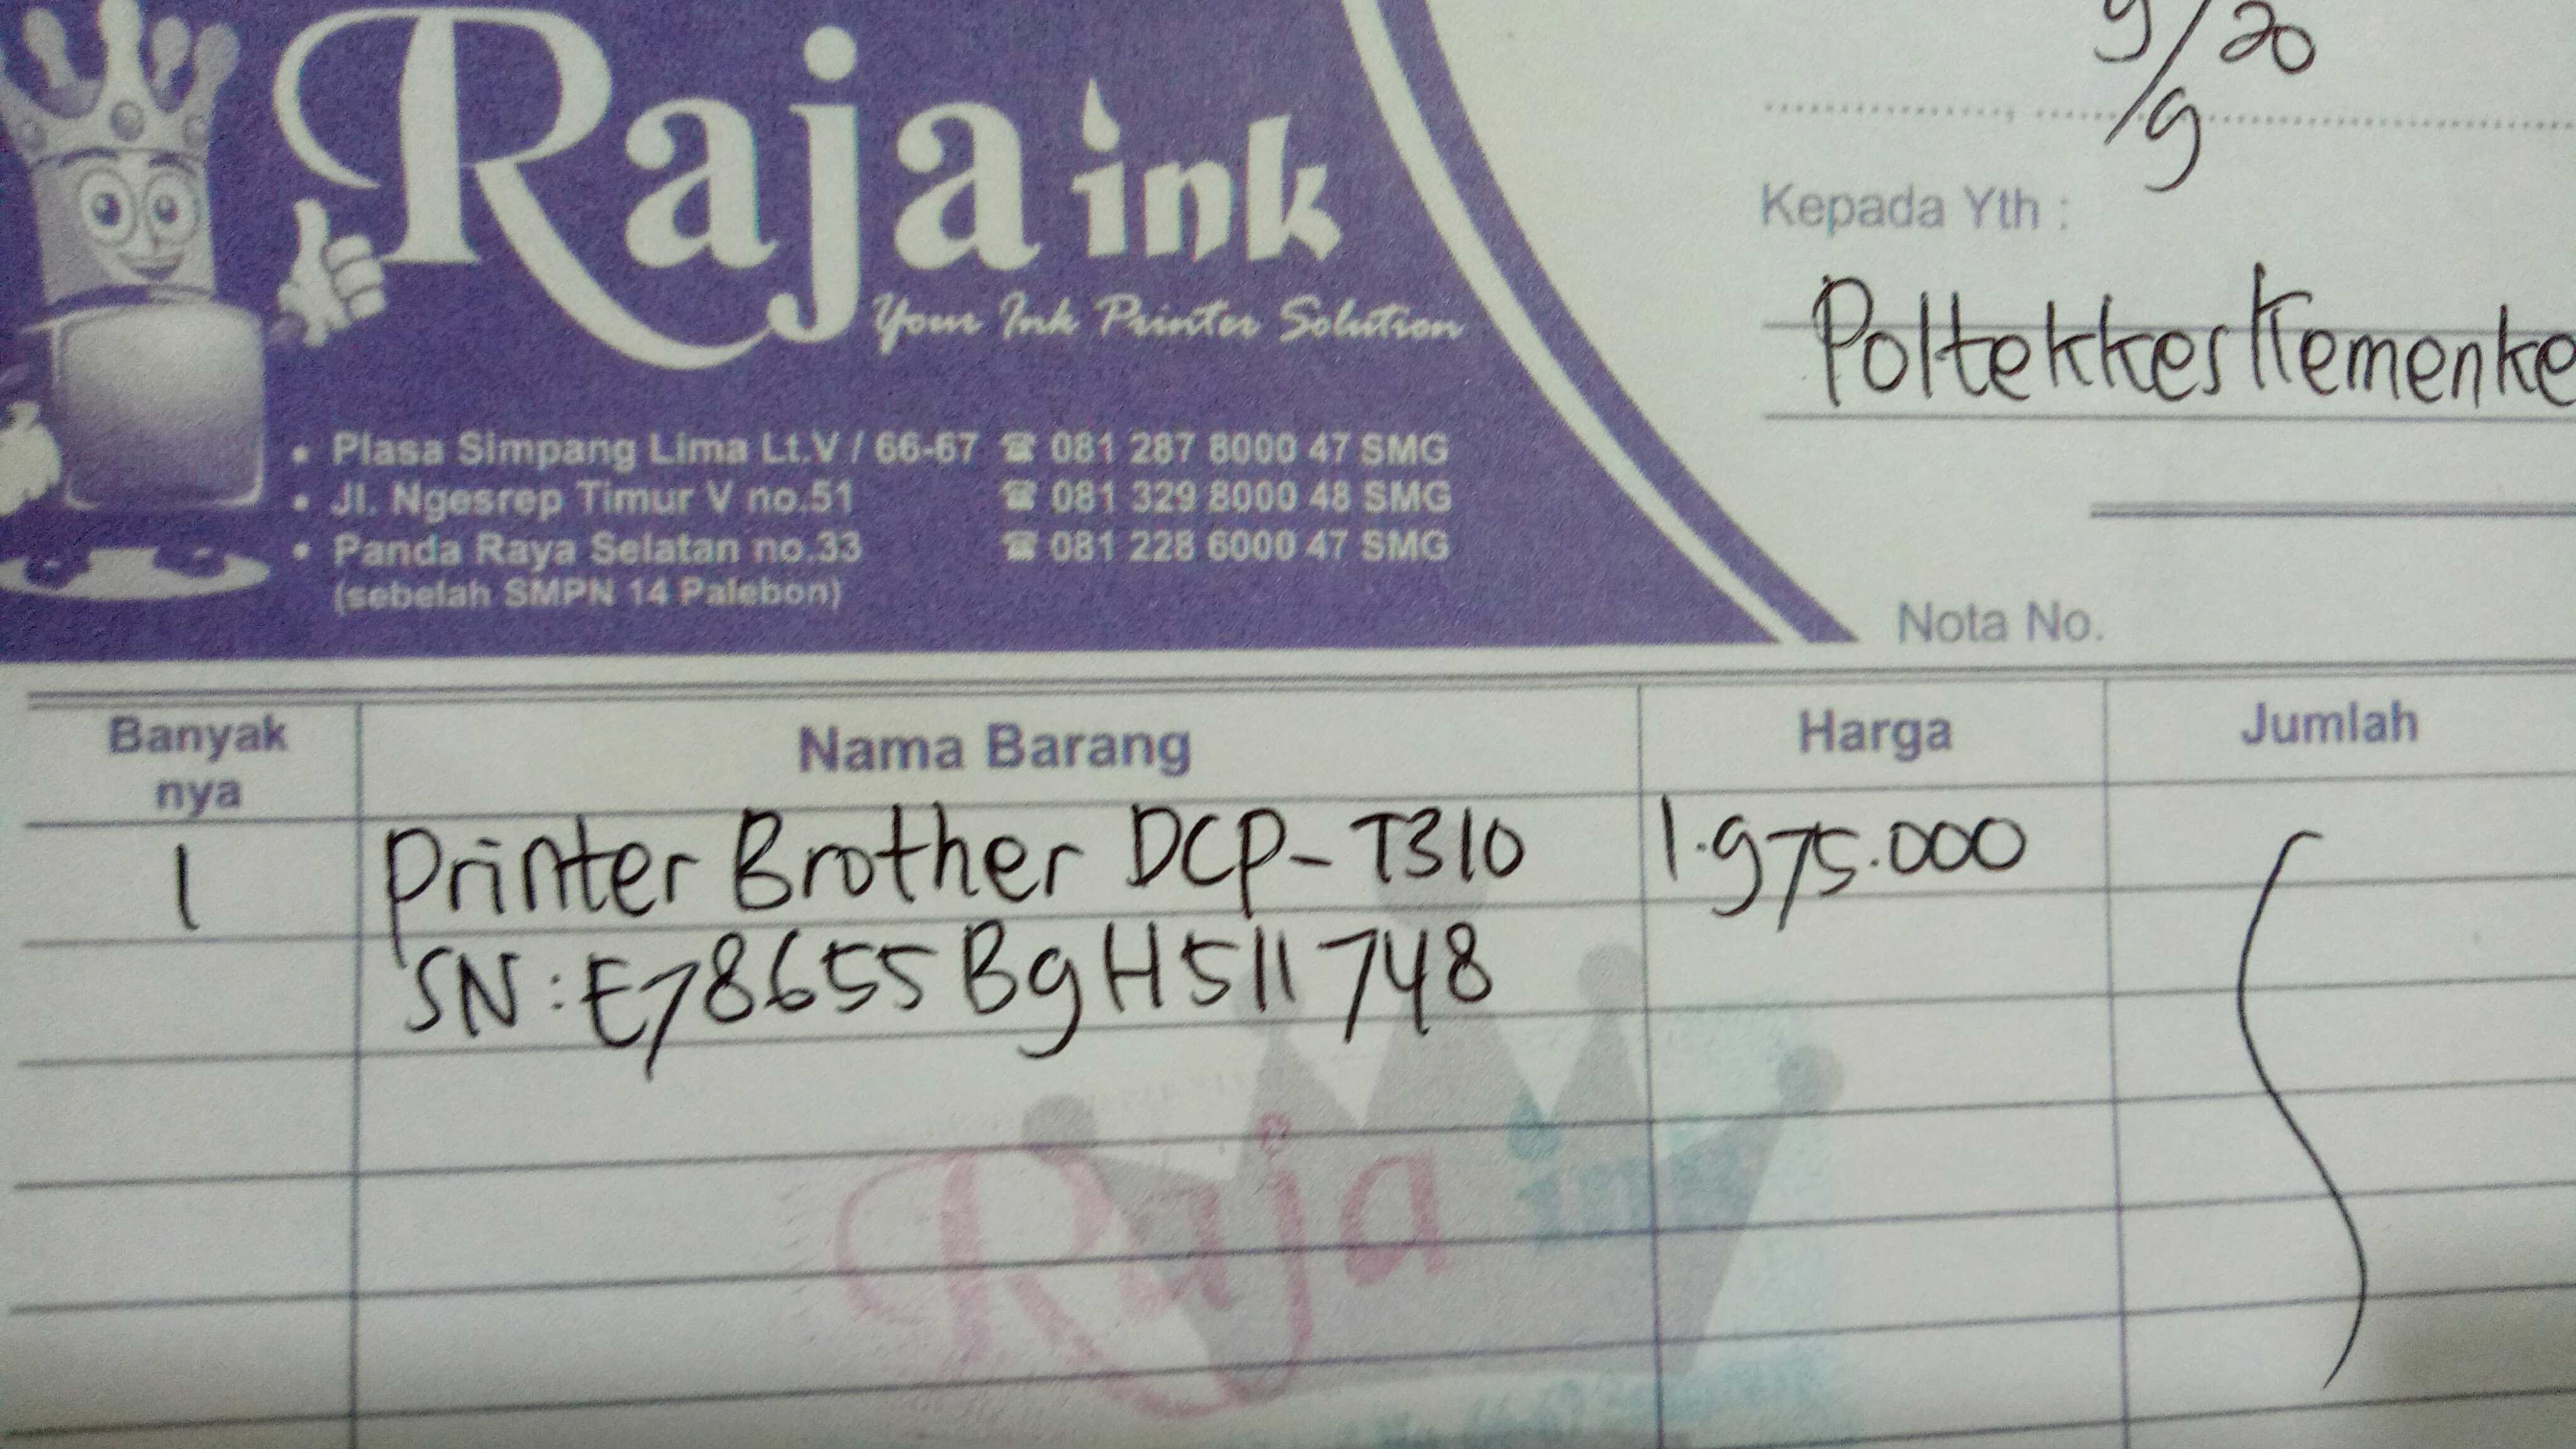 Raja ink
Your Ink Printer Solution
• Plasa Simpang Lima Lt.V / 66-67 ☎ 081 287 8000 47 SMG
• Jl. Ngesrep Timur V no.51 ☎ 081 329 8000 48 SMG
• Panda Raya Selatan no.33 ☎ 081 228 6000 47 SMG
(sebelah SMPN 14 Palebon)
9/9 20
Kepada Yth :
Poltekkes Kemenke
Nota No.
Banyak nya Nama Barang Harga Jumlah
1 Printer Brother DCP-T310 1.975.000
SN:E78655B9H511748
Raja ink